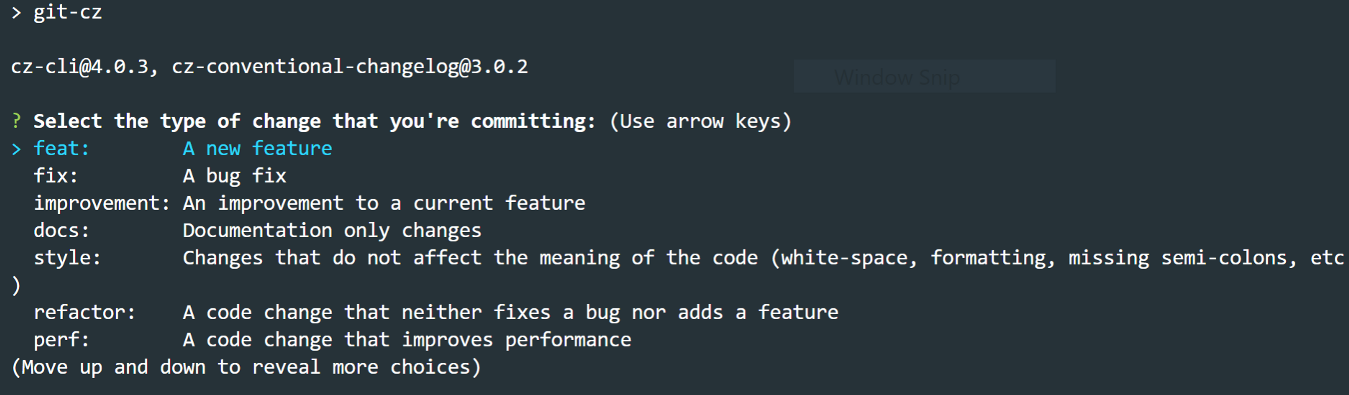 > git-cz
cz-cli@4.0.3, cz-conventional-changelog@3.0.2
Window Snip
? Select the type of change that you're committing: (Use arrow keys)
> feat:        A new feature
  fix:         A bug fix
  improvement: An improvement to a current feature
  docs:        Documentation only changes
  style:       Changes that do not affect the meaning of the code (white-space, formatting, missing semi-colons, etc
)
  refactor:    A code change that neither fixes a bug nor adds a feature
  perf:        A code change that improves performance
(Move up and down to reveal more choices)